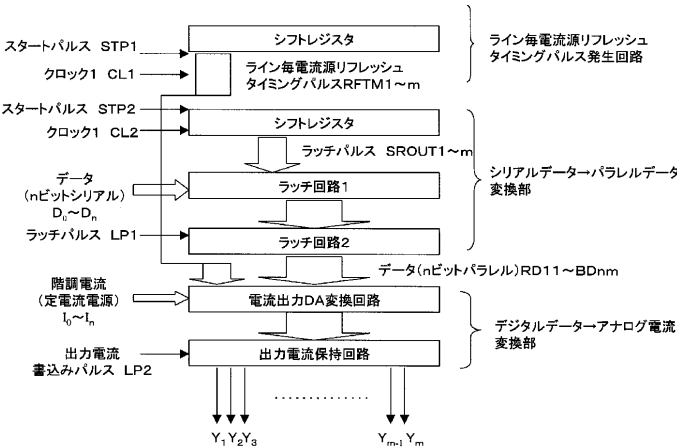 シフトレジスタ
スタートパルス STP1
クロック1 CL1
ライン毎電流源リフレッシュ
タイミングパルスRFTM1～m
ライン毎電流源リフレッシュ
タイミングパルス発生回路
スタートパルス STP2
クロック1 CL2
シフトレジスタ
ラッチパルス SROUT1～m
データ
(nビットシリアル)
D₀～Dₙ
ラッチ回路1
シリアルデータ→パラレルデータ
変換部
ラッチパルス LP1
ラッチ回路2
データ(nビットパラレル)RD11～BDnm
階調電流
(定電流電源)
I₀～Iₙ
電流出力DA変換回路
デジタルデータ→アナログ電流
変換部
出力電流
書込みパルス LP2
出力電流保持回路
Y₁ Y₂ Y₃ Yₘ₋₁ Yₘ